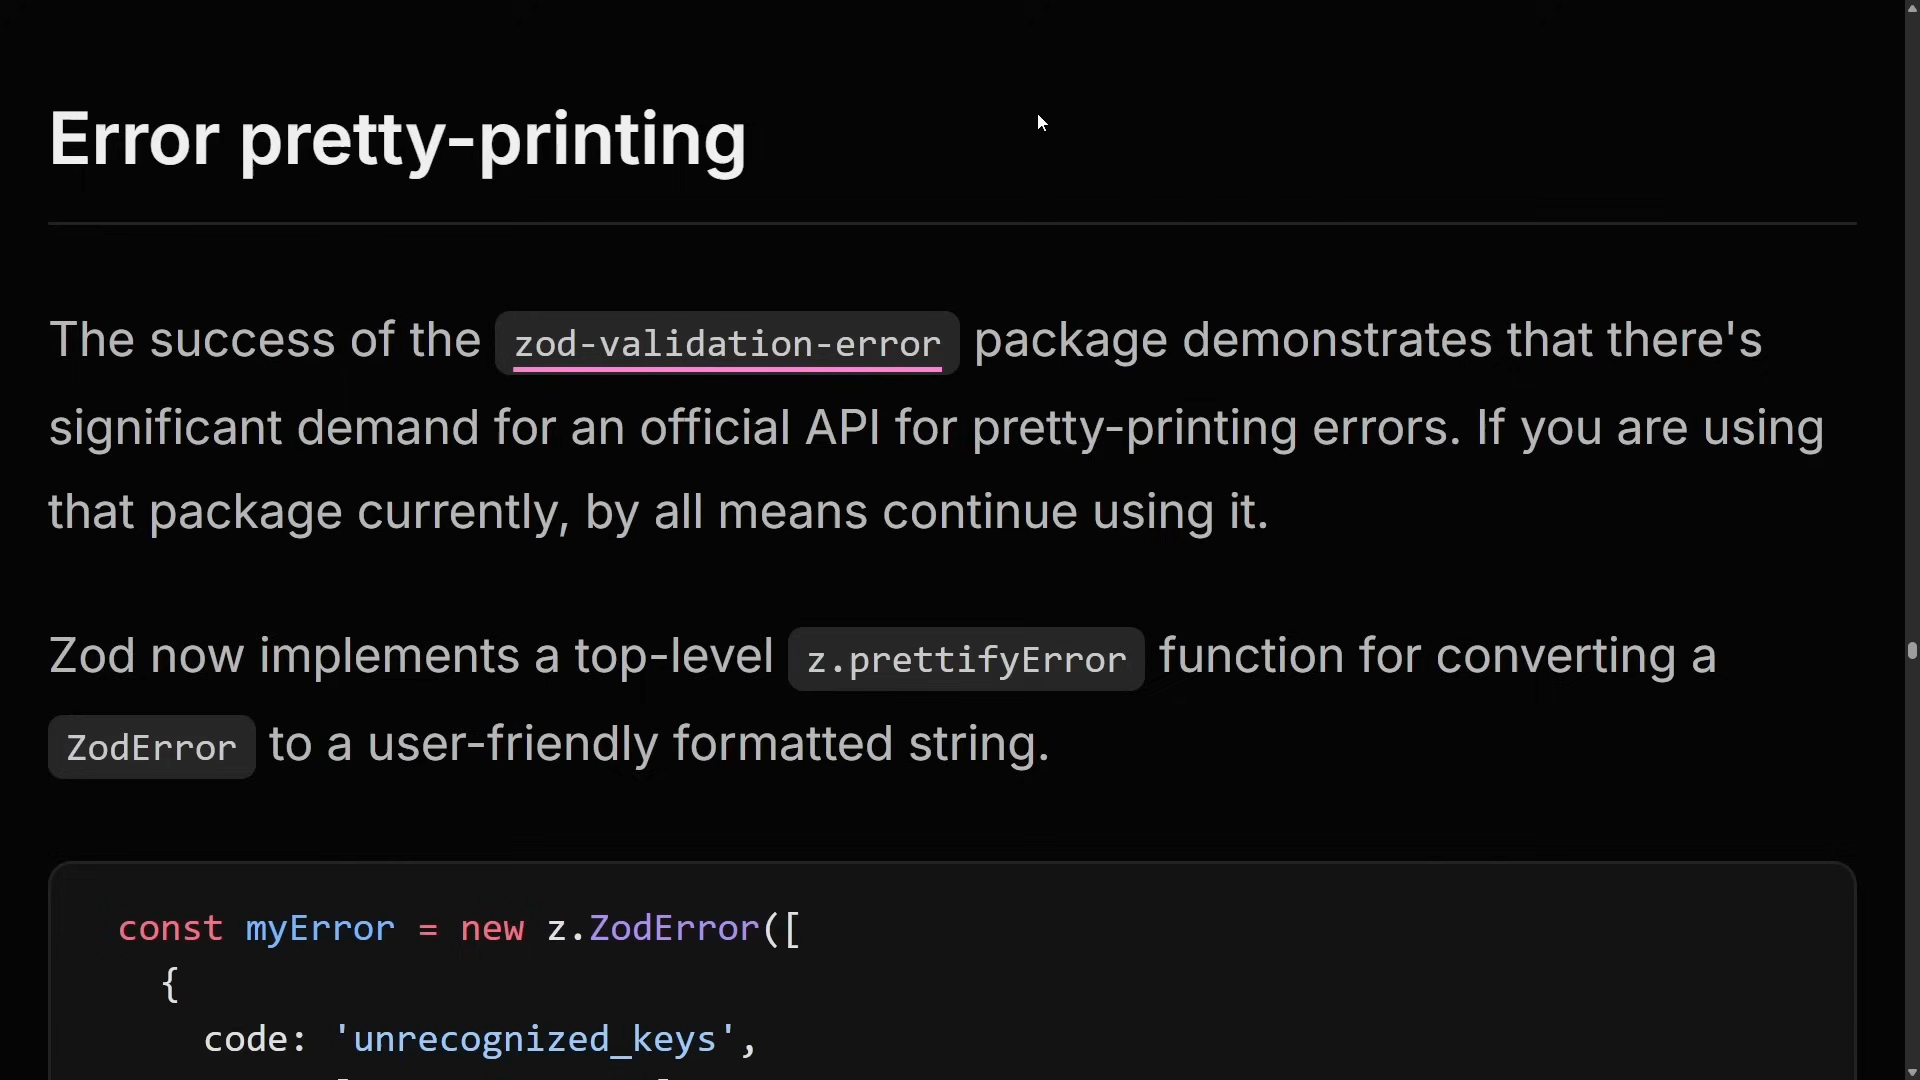 Error pretty-printing
The success of the zod-validation-error package demonstrates that there's
significant demand for an official API for pretty-printing errors. If you are using
that package currently, by all means continue using it.
Zod now implements a top-level z.prettifyError function for converting a
ZodError to a user-friendly formatted string.
const myError = new z.ZodError([
{
code: 'unrecognized_keys',